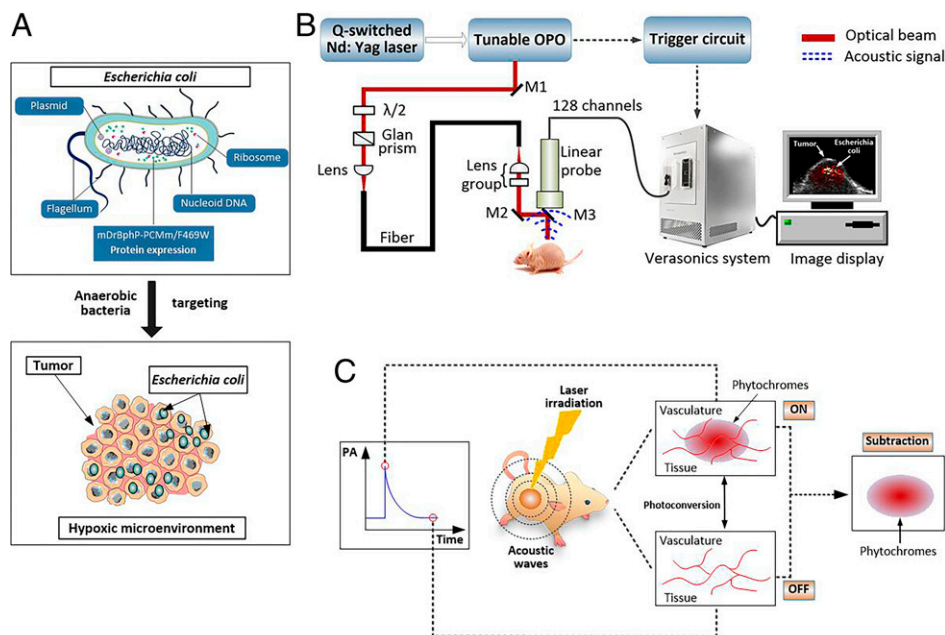 A
Escherichia coli
Plasmid
Ribosome
Flagellum
Nucleoid DNA
mDrBphP-PCMm/F469W
Protein expression
Anaerobic
bacteria
targeting
Tumor
Escherichia coli
Hypoxic microenvironment
B
Q-switched
Nd: Yag laser
Tunable OPO
Trigger circuit
Optical beam
Acoustic signal
M1
λ/2
Glan
prism
Lens
Fiber
128 channels
Lens
group
Linear
probe
M2
M3
Verasonics system
Tumor
Escherichia
coli
Image display
C
PA
Time
Laser
irradiation
Acoustic
waves
Phytochromes
Vasculature
Tissue
ON
Photoconversion
Vasculature
Tissue
OFF
Subtraction
Phytochromes